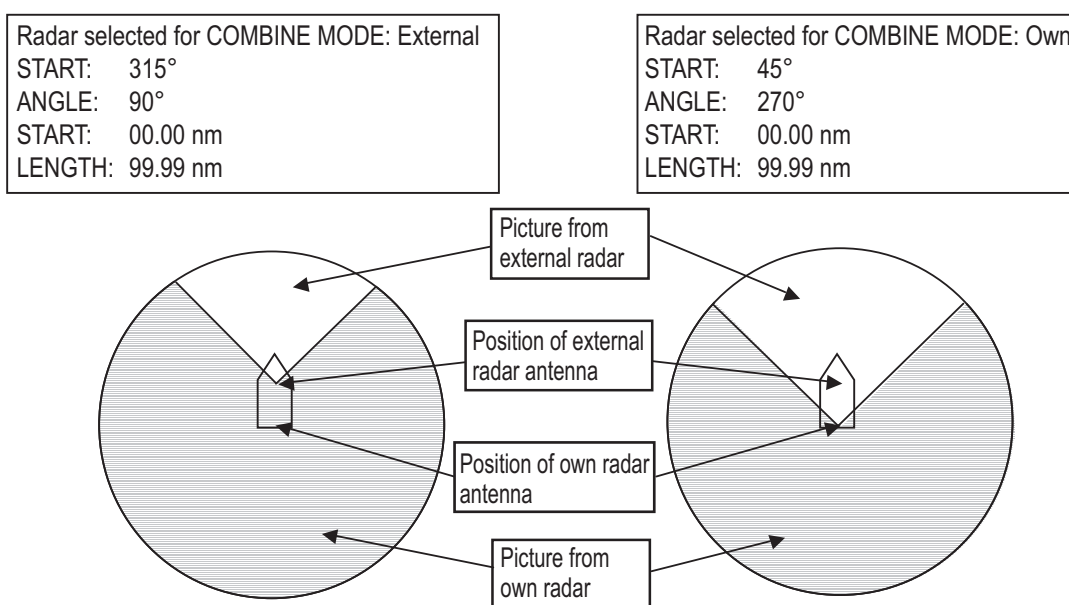 Radar selected for COMBINE MODE: External
START: 315°
ANGLE: 90°
START: 00.00 nm
LENGTH: 99.99 nm
Radar selected for COMBINE MODE: Own
START: 45°
ANGLE: 270°
START: 00.00 nm
LENGTH: 99.99 nm
Picture from
external radar
Position of external
radar antenna
Position of own radar
antenna
Picture from
own radar